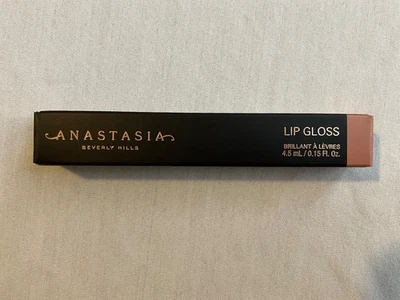 ANASTASIA
BEVERLY HILLS
LIP GLOSS
BRILLANT À LÈVRES
4.5 mL / 0.15 Fl. Oz.